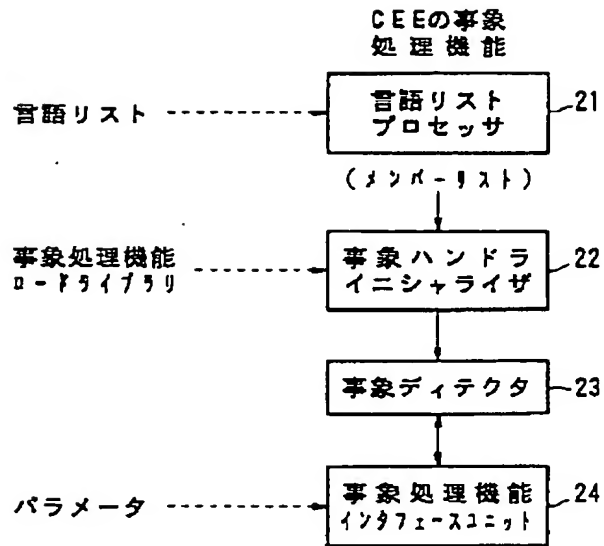 CEEの事象
処理機能
言語リスト
言語リスト
プロセッサ
21
(メンバーリスト)
事象処理機能
ロードライブラリ
事象ハンドラ
イニシャライザ
22
事象ディテクタ
23
パラメータ
事象処理機能
インタフェースユニット
24